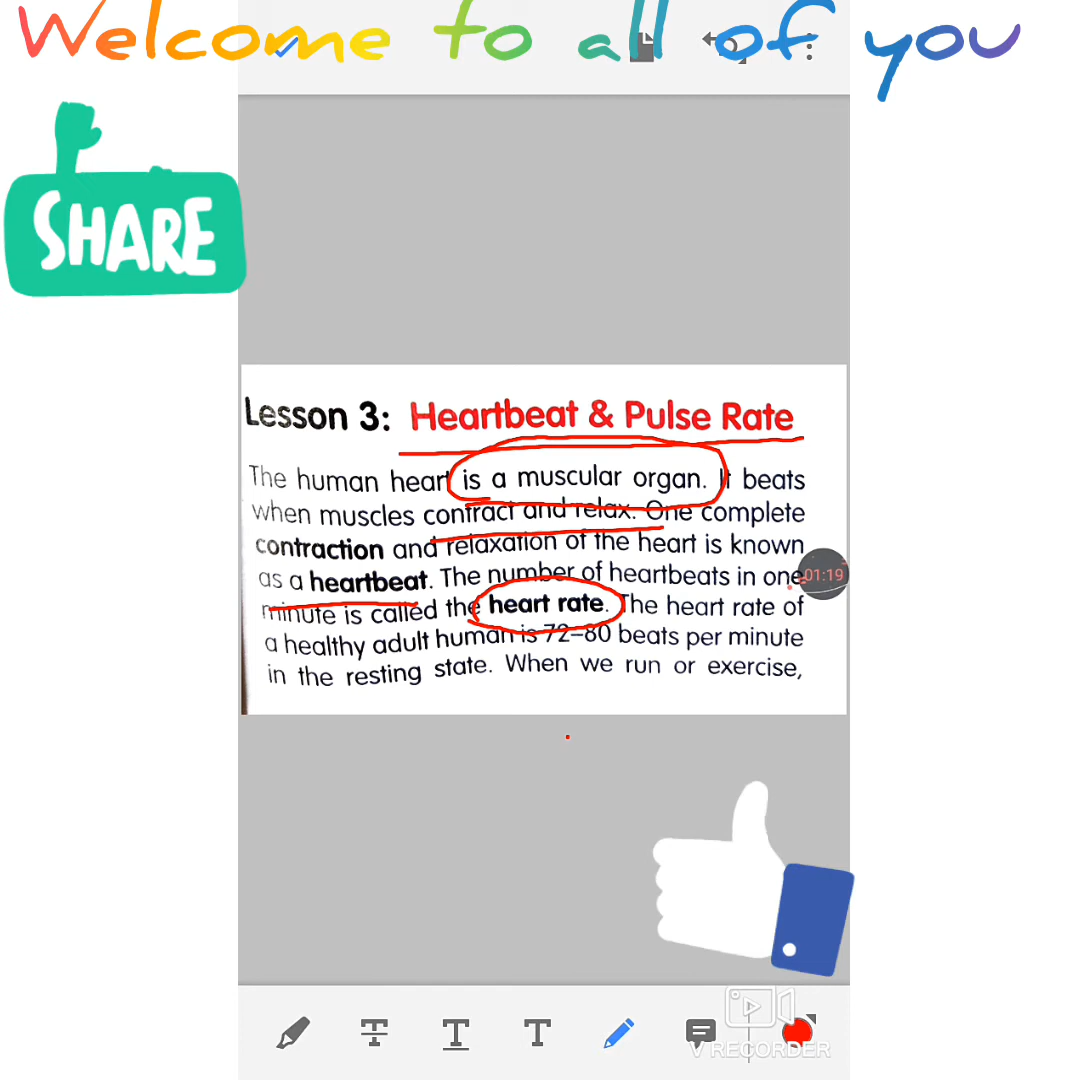 Welcome to all of you
SHARE
Lesson 3: Heartbeat & Pulse Rate
The human heart is a muscular organ. It beats
when muscles contract and relax. One complete
contraction and relaxation of the heart is known
as a heartbeat. The number of heartbeats in one
minute is called the heart rate. The heart rate of
a healthy adult human is 72–80 beats per minute
in the resting state. When we run or exercise,
01:19
T T T
V RECORDER